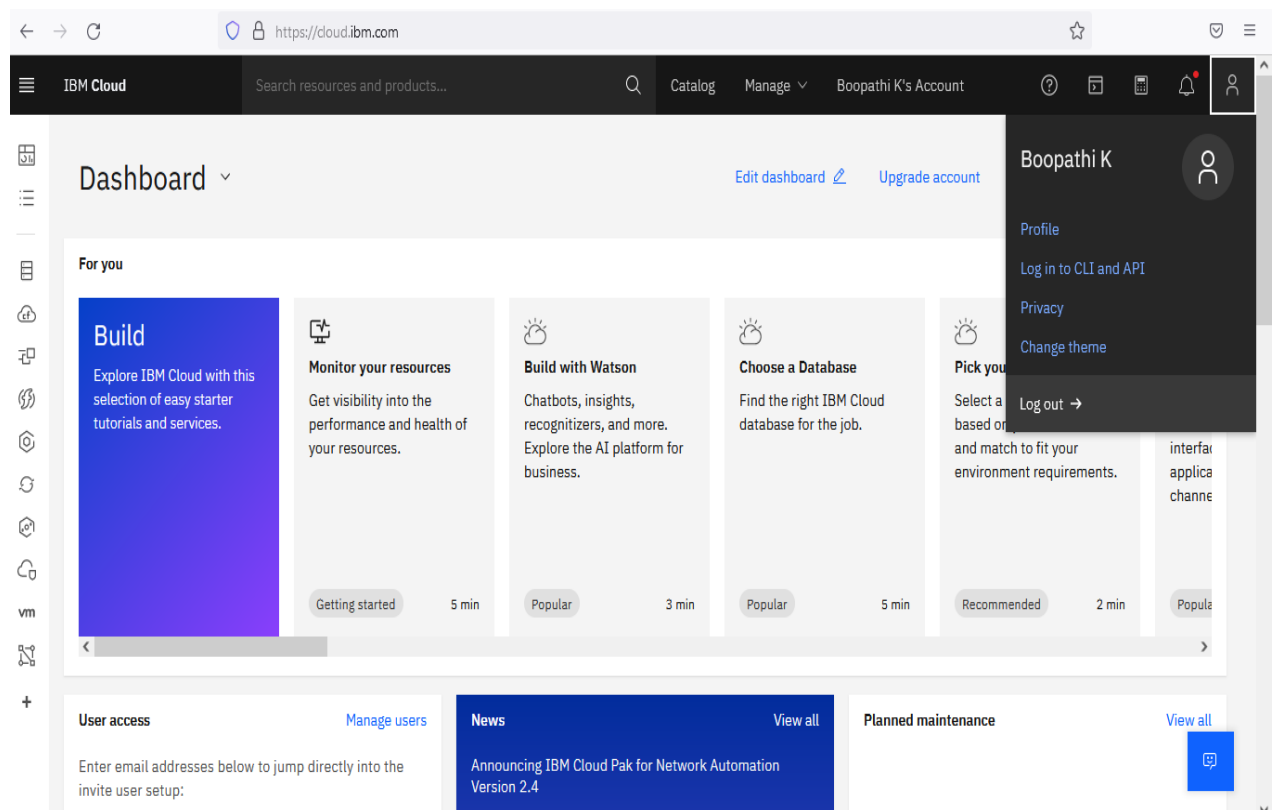 https://cloud.ibm.com
IBM Cloud
Search resources and products...
Catalog
Manage
Boopathi K's Account
Boopathi K
Profile
Log in to CLI and API
Privacy
Change theme
Log out →
Dashboard
Edit dashboard
Upgrade account
For you
Build
Explore IBM Cloud with this
selection of easy starter
tutorials and services.
Monitor your resources
Get visibility into the
performance and health of
your resources.
Getting started
5 min
Build with Watson
Chatbots, insights,
recognitizers, and more.
Explore the AI platform for
business.
Popular
3 min
Choose a Database
Find the right IBM Cloud
database for the job.
Popular
5 min
Pick you
Select a
based or
and match to fit your
environment requirements.
Recommended
2 min
interfac
applica
channe
Popula
cf
vm
User access
Manage users
Enter email addresses below to jump directly into the
invite user setup:
News
View all
Announcing IBM Cloud Pak for Network Automation
Version 2.4
Planned maintenance
View all